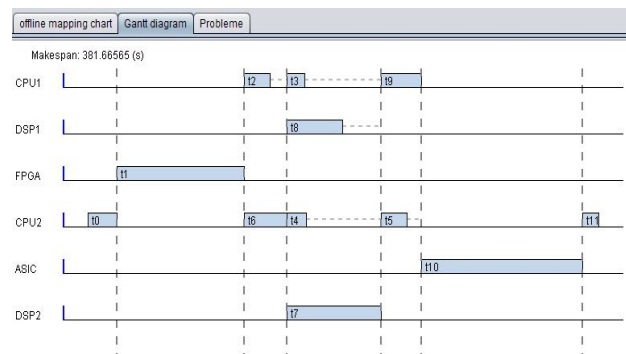 offline mapping chart Gantt diagram Probleme
Makespan: 381.66565 (s)
CPU1 t2 t3 t9
DSP1 t8
FPGA t1
CPU2 t0 t6 t4 t5 t11
ASIC t10
DSP2 t7